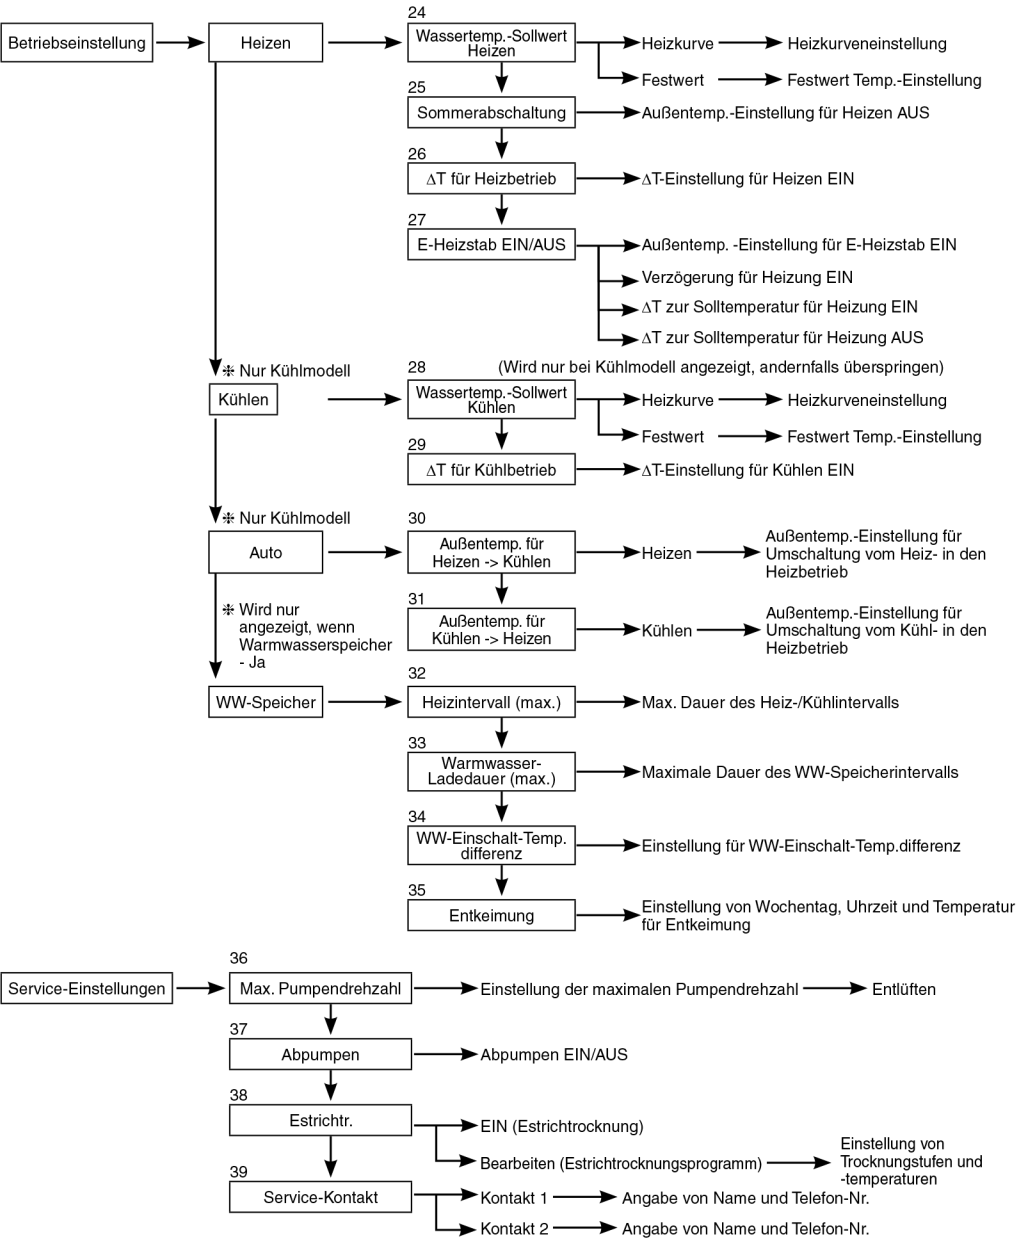 24
Betriebseinstellung
Heizen
Wassertemp.-Sollwert
Heizen
Heizkurve
Heizkurveneinstellung
Festwert
Festwert Temp.-Einstellung
25
Sommerabschaltung
Außentemp.-Einstellung für Heizen AUS
26
ΔT für Heizbetrieb
ΔT-Einstellung für Heizen EIN
27
E-Heizstab EIN/AUS
Außentemp. -Einstellung für E-Heizstab EIN
Verzögerung für Heizung EIN
ΔT zur Solltemperatur für Heizung EIN
ΔT zur Solltemperatur für Heizung AUS
❈ Nur Kühlmodell
28
(Wird nur bei Kühlmodell angezeigt, andernfalls überspringen)
Kühlen
Wassertemp.-Sollwert
Kühlen
Heizkurve
Heizkurveneinstellung
Festwert
Festwert Temp.-Einstellung
29
ΔT für Kühlbetrieb
ΔT-Einstellung für Kühlen EIN
❈ Nur Kühlmodell
30
Auto
Außentemp. für
Heizen -> Kühlen
Heizen
Außentemp.-Einstellung für
Umschaltung vom Heiz- in den
Heizbetrieb
❈ Wird nur
angezeigt, wenn
Warmwasserspeicher
- Ja
31
Außentemp. für
Kühlen -> Heizen
Kühlen
Außentemp.-Einstellung für
Umschaltung vom Kühl- in den
Heizbetrieb
32
WW-Speicher
Heizintervall (max.)
Max. Dauer des Heiz-/Kühlintervalls
33
Warmwasser-
Ladedauer (max.)
Maximale Dauer des WW-Speicherintervalls
34
WW-Einschalt-Temp.
differenz
Einstellung für WW-Einschalt-Temp.differenz
35
Entkeimung
Einstellung von Wochentag, Uhrzeit und Temperatur
für Entkeimung
36
Service-Einstellungen
Max. Pumpendrehzahl
Einstellung der maximalen Pumpendrehzahl
Entlüften
37
Abpumpen
Abpumpen EIN/AUS
38
Estrichtr.
EIN (Estrichtrocknung)
Bearbeiten (Estrichtrocknungsprogramm)
Einstellung von
Trocknungstufen und
-temperaturen
39
Service-Kontakt
Kontakt 1
Angabe von Name und Telefon-Nr.
Kontakt 2
Angabe von Name und Telefon-Nr.